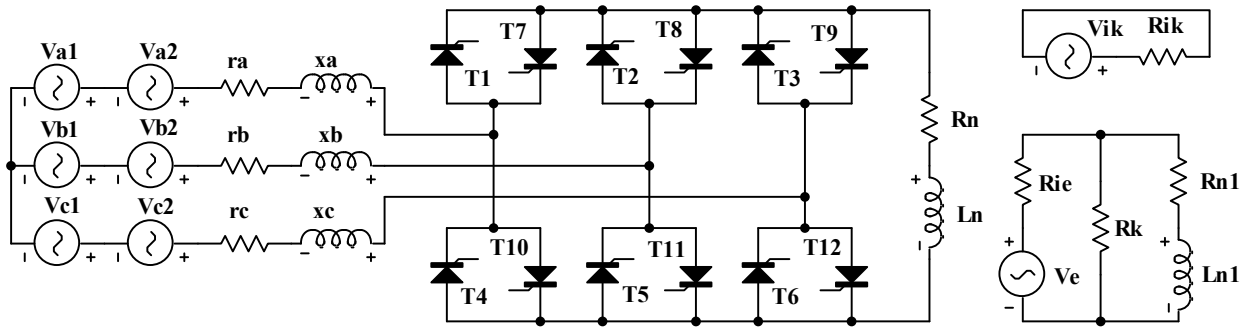 Va1 Va2 ra xa
Vb1 Vb2 rb xb
Vc1 Vc2 rc xc
T7 T8 T9
T1 T2 T3
T10 T11 T12
T4 T5 T6
Rn
Ln
Vik Rik
Rie Rk Rn1
Ve Ln1